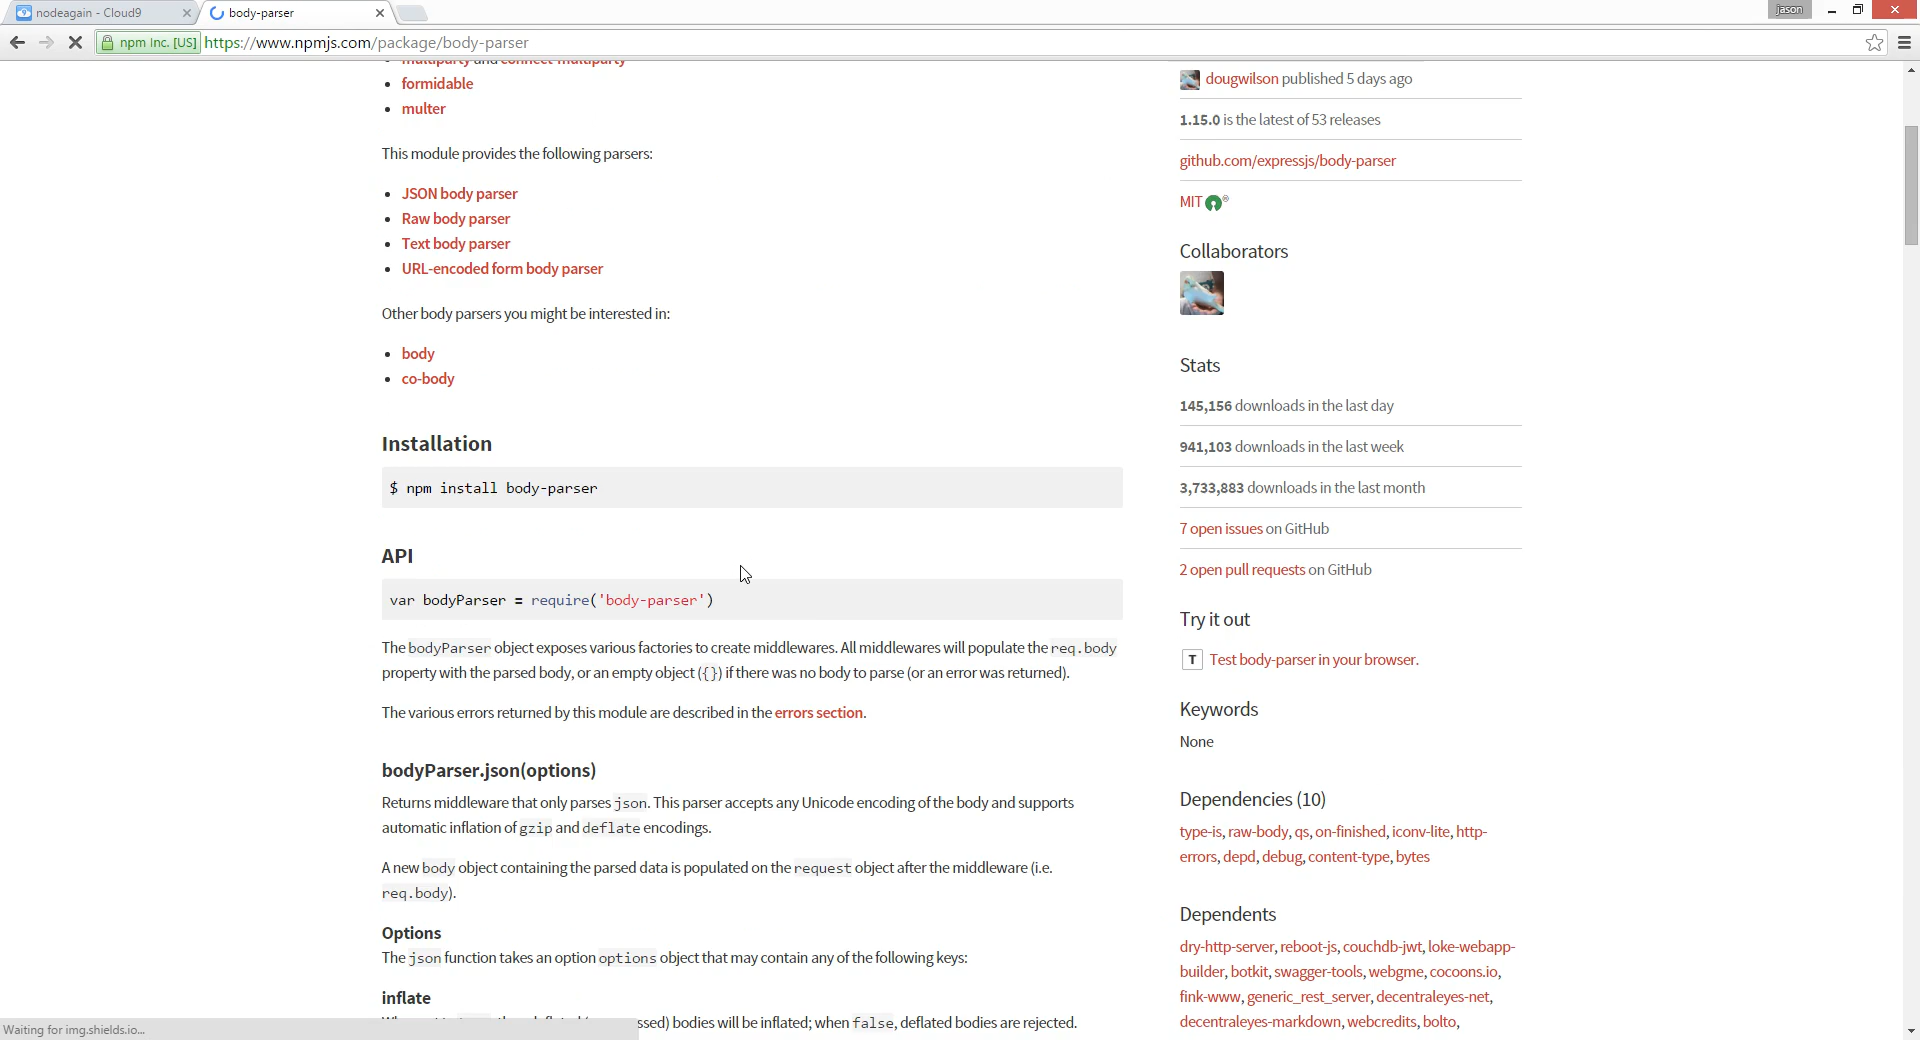 nodeagain - Cloud9
body-parser
jason
npm Inc. [US]
https://www.npmjs.com/package/body-parser
multiparty and connect-multiparty
formidable
multer
This module provides the following parsers:
JSON body parser
Raw body parser
Text body parser
URL-encoded form body parser
Other body parsers you might be interested in:
body
co-body
Installation
$ npm install body-parser
API
var bodyParser = require('body-parser')
The bodyParser object exposes various factories to create middlewares. All middlewares will populate the req.body
property with the parsed body, or an empty object ({}) if there was no body to parse (or an error was returned).
The various errors returned by this module are described in the errors section.
bodyParser.json(options)
Returns middleware that only parses json. This parser accepts any Unicode encoding of the body and supports
automatic inflation of gzip and deflate encodings.
A new body object containing the parsed data is populated on the request object after the middleware (i.e.
req.body).
Options
The json function takes an option options object that may contain any of the following keys:
inflate
ssed) bodies will be inflated; when false, deflated bodies are rejected.
Waiting for img.shields.io...
dougwilson published 5 days ago
1.15.0 is the latest of 53 releases
github.com/expressjs/body-parser
MIT ®
Collaborators
Stats
145,156 downloads in the last day
941,103 downloads in the last week
3,733,883 downloads in the last month
7 open issues on GitHub
2 open pull requests on GitHub
Try it out
T Test body-parser in your browser.
Keywords
None
Dependencies (10)
type-is, raw-body, qs, on-finished, iconv-lite, http-
errors, depd, debug, content-type, bytes
Dependents
dry-http-server, reboot-js, couchdb-jwt, loke-webapp-
builder, botkit, swagger-tools, webgme, cocoons.io,
fink-www, generic_rest_server, decentraleyes-net,
decentraleyes-markdown, webcredits, bolto,